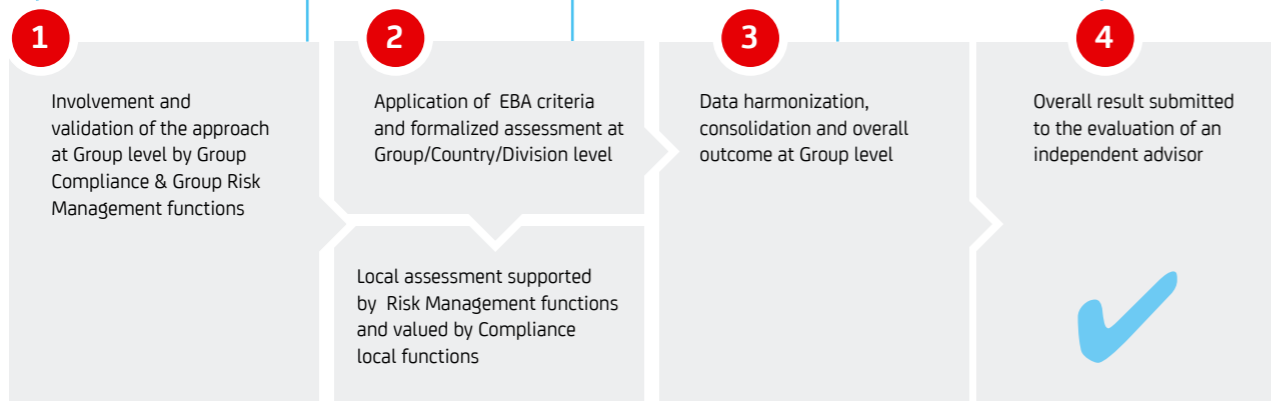 1
Involvement and
validation of the approach
at Group level by Group
Compliance & Group Risk
Management functions
2
Application of EBA criteria
and formalized assessment at
Group/Country/Division level
Local assessment supported
by Risk Management functions
and valued by Compliance
local functions
3
Data harmonization,
consolidation and overall
outcome at Group level
4
Overall result submitted
to the evaluation of an
independent advisor